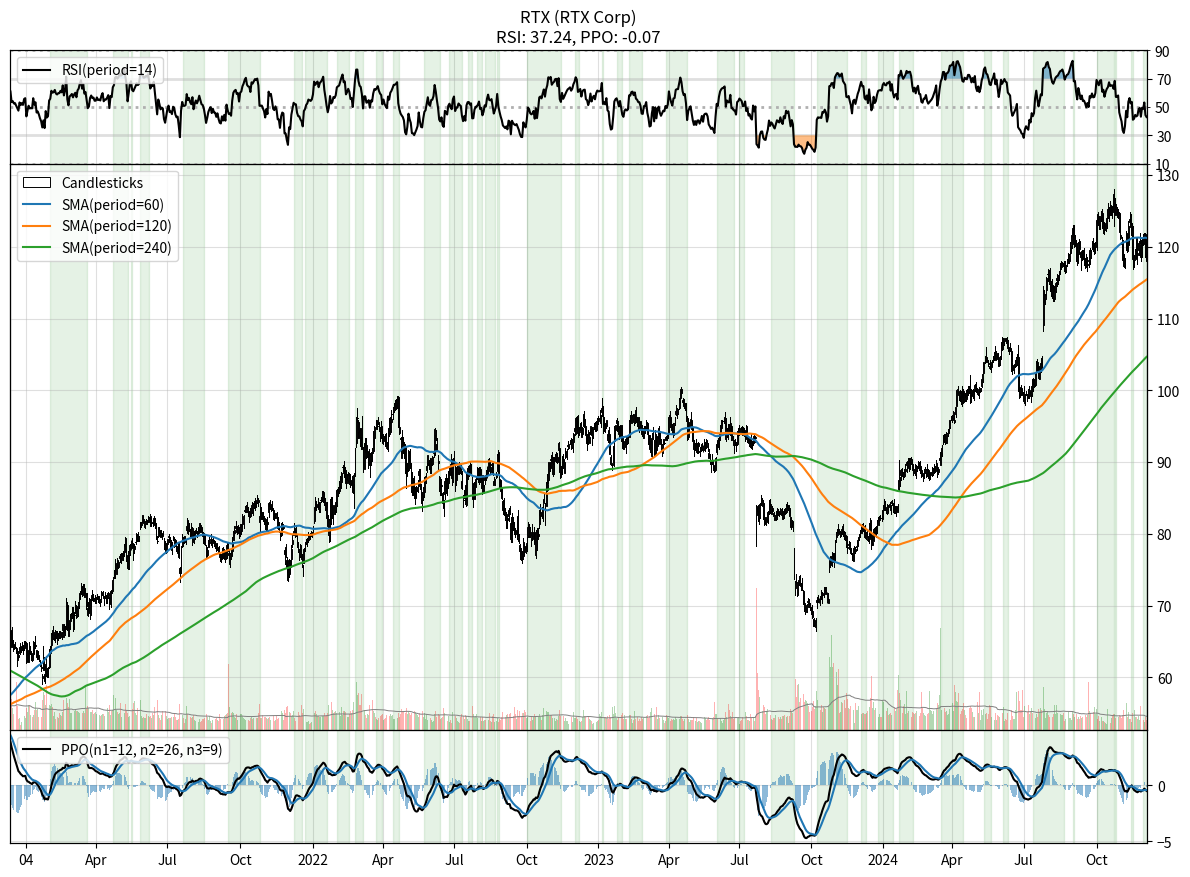 RTX (RTX Corp)
RSI: 37.24, PPO: -0.07
RSI(period=14)
90
70
50
30
10
Candlesticks
SMA(period=60)
SMA(period=120)
SMA(period=240)
130
120
110
100
90
80
70
60
PPO(n1=12, n2=26, n3=9)
0
−5
04 Apr Jul Oct 2022 Apr Jul Oct 2023 Apr Jul Oct 2024 Apr Jul Oct